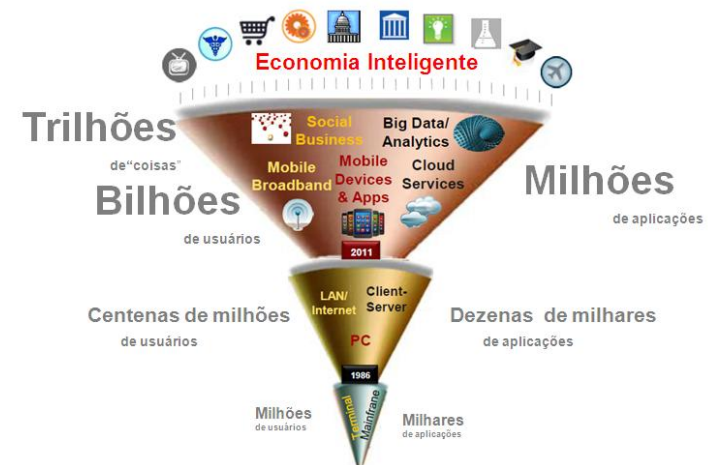 Economia Inteligente
Trilhões
de“coisas”
Social
Business
Big Data/
Analytics
Mobile
Broadband
Mobile
Devices
& Apps
Cloud
Services
Bilhões
de usuários
Milhões
de aplicações
2011
LAN/
Internet
Client-
Server
Centenas de milhões
de usuários
Dezenas de milhares
de aplicações
PC
1986
Terminal
Mainfrane
Milhões
de usuários
Milhares
de aplicações